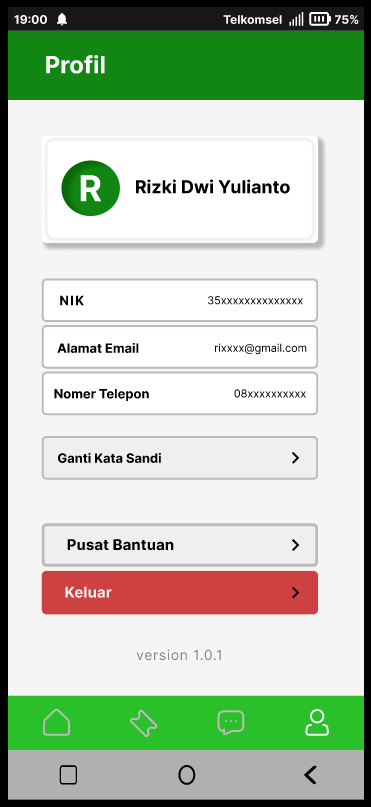 19:00 Telkomsel 75%
Profil
R Rizki Dwi Yulianto
NIK 35xxxxxxxxxxxxxx
Alamat Email rixxxx@gmail.com
Nomer Telepon 08xxxxxxxxxx
Ganti Kata Sandi
Pusat Bantuan
Keluar
version 1.0.1